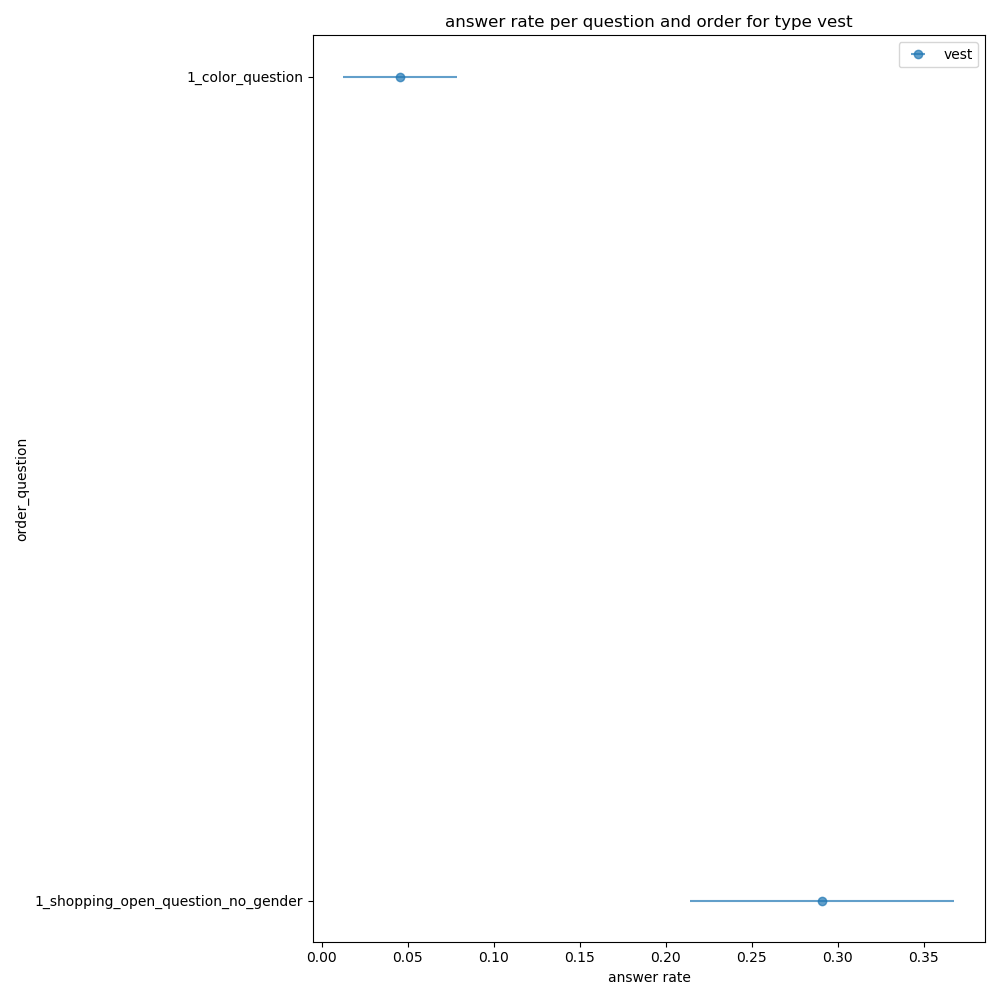 answer rate per question and order for type vest
vest
1_color_question
order_question
1_shopping_open_question_no_gender
0.00 0.05 0.10 0.15 0.20 0.25 0.30 0.35
answer rate